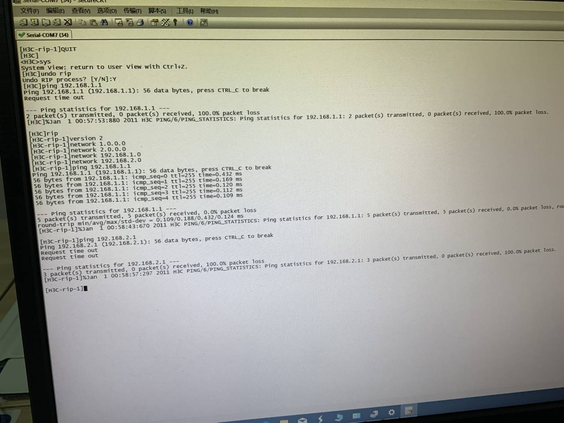 Serial-COM7 (34) - SecureCRT
文件(F) 编辑(E) 查看(V) 选项(O) 传输(T) 脚本(S) 工具(L) 帮助(H)
Serial-COM7 (34)
[H3C-rip-1]QUIT
[H3C]
<H3C>sys
System View: return to User View with Ctrl+Z.
[H3C]undo rip
Undo RIP process? [Y/N]:Y
[H3C]ping 192.168.1.1
Ping 192.168.1.1 (192.168.1.1): 56 data bytes, press CTRL_C to break
Request time out
--- Ping statistics for 192.168.1.1 ---
2 packet(s) transmitted, 0 packet(s) received, 100.0% packet loss
[H3C]%Jan 1 00:57:53:880 2011 H3C PING/6/PING_STATISTICS: Ping statistics for 192.168.1.1: 2 packet(s) transmitted, 0 packet(s) received, 100.0% packet loss.
[H3C]rip
[H3C-rip-1]version 2
[H3C-rip-1]network 1.0.0.0
[H3C-rip-1]network 2.0.0.0
[H3C-rip-1]network 192.168.1.0
[H3C-rip-1]network 192.168.2.0
[H3C-rip-1]ping 192.168.1.1
Ping 192.168.1.1 (192.168.1.1): 56 data bytes, press CTRL_C to break
56 bytes from 192.168.1.1: icmp_seq=0 ttl=255 time=0.432 ms
56 bytes from 192.168.1.1: icmp_seq=1 ttl=255 time=0.169 ms
56 bytes from 192.168.1.1: icmp_seq=2 ttl=255 time=0.120 ms
56 bytes from 192.168.1.1: icmp_seq=3 ttl=255 time=0.112 ms
56 bytes from 192.168.1.1: icmp_seq=4 ttl=255 time=0.109 ms
--- Ping statistics for 192.168.1.1 ---
5 packet(s) transmitted, 5 packet(s) received, 0.0% packet loss
round-trip min/avg/max/std-dev = 0.109/0.188/0.432/0.124 ms
[H3C-rip-1]%Jan 1 00:58:43:670 2011 H3C PING/6/PING_STATISTICS: Ping statistics for 192.168.1.1: 5 packet(s) transmitted, 5 packet(s) received, 0.0% packet loss,
[H3C-rip-1]ping 192.168.2.1
Ping 192.168.2.1 (192.168.2.1): 56 data bytes, press CTRL_C to break
Request time out
Request time out
--- Ping statistics for 192.168.2.1 ---
3 packet(s) transmitted, 0 packet(s) received, 100.0% packet loss
[H3C-rip-1]%Jan 1 00:58:57:297 2011 H3C PING/6/PING_STATISTICS: Ping statistics for 192.168.2.1: 3 packet(s) transmitted, 0 packet(s) received, 100.0% packet loss.
[H3C-rip-1]